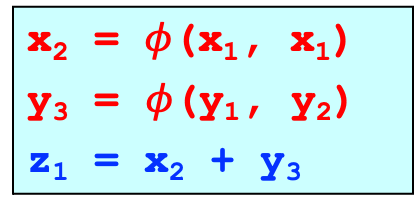 x₂ = ϕ(x₁, x₁)
y₃ = ϕ(y₁, y₂)
z₁ = x₂ + y₃